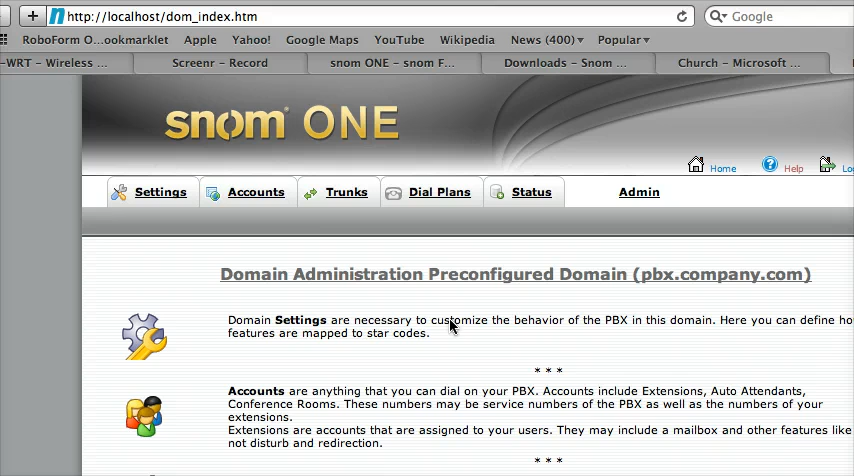 http://localhost/dom_index.htm
Google
RoboForm O...ookmarklet Apple Yahoo! Google Maps YouTube Wikipedia News (400) Popular
-WRT – Wireless ... Screenr – Record snom ONE – snom F... Downloads – Snom ... Church – Microsoft ...
snom ONE
Home Help Lo
Settings Accounts Trunks Dial Plans Status Admin
Domain Administration Preconfigured Domain (pbx.company.com)
Domain Settings are necessary to customize the behavior of the PBX in this domain. Here you can define ho
features are mapped to star codes.
* * *
Accounts are anything that you can dial on your PBX. Accounts include Extensions, Auto Attendants,
Conference Rooms. These numbers may be service numbers of the PBX as well as the numbers of your
extensions.
Extensions are accounts that are assigned to your users. They may include a mailbox and other features like
not disturb and redirection.
* * *